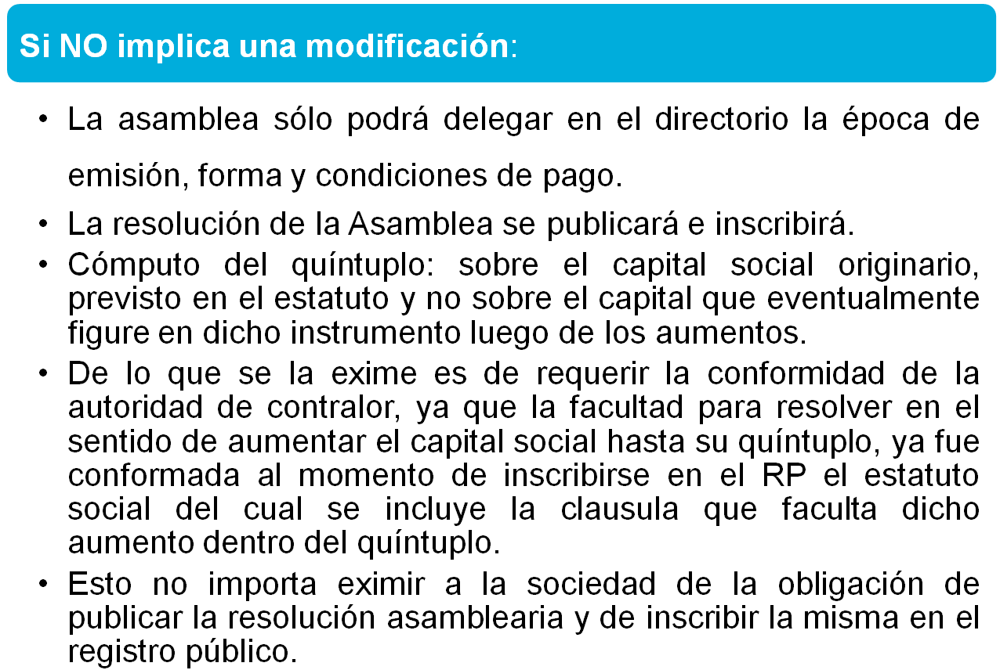 Si NO implica una modificación:
• La asamblea sólo podrá delegar en el directorio la época de
emisión, forma y condiciones de pago.
• La resolución de la Asamblea se publicará e inscribirá.
• Cómputo del quíntuplo: sobre el capital social originario,
previsto en el estatuto y no sobre el capital que eventualmente
figure en dicho instrumento luego de los aumentos.
• De lo que se la exime es de requerir la conformidad de la
autoridad de contralor, ya que la facultad para resolver en el
sentido de aumentar el capital social hasta su quíntuplo, ya fue
conformada al momento de inscribirse en el RP el estatuto
social del cual se incluye la clausula que faculta dicho
aumento dentro del quíntuplo.
• Esto no importa eximir a la sociedad de la obligación de
publicar la resolución asamblearia y de inscribir la misma en el
registro público.